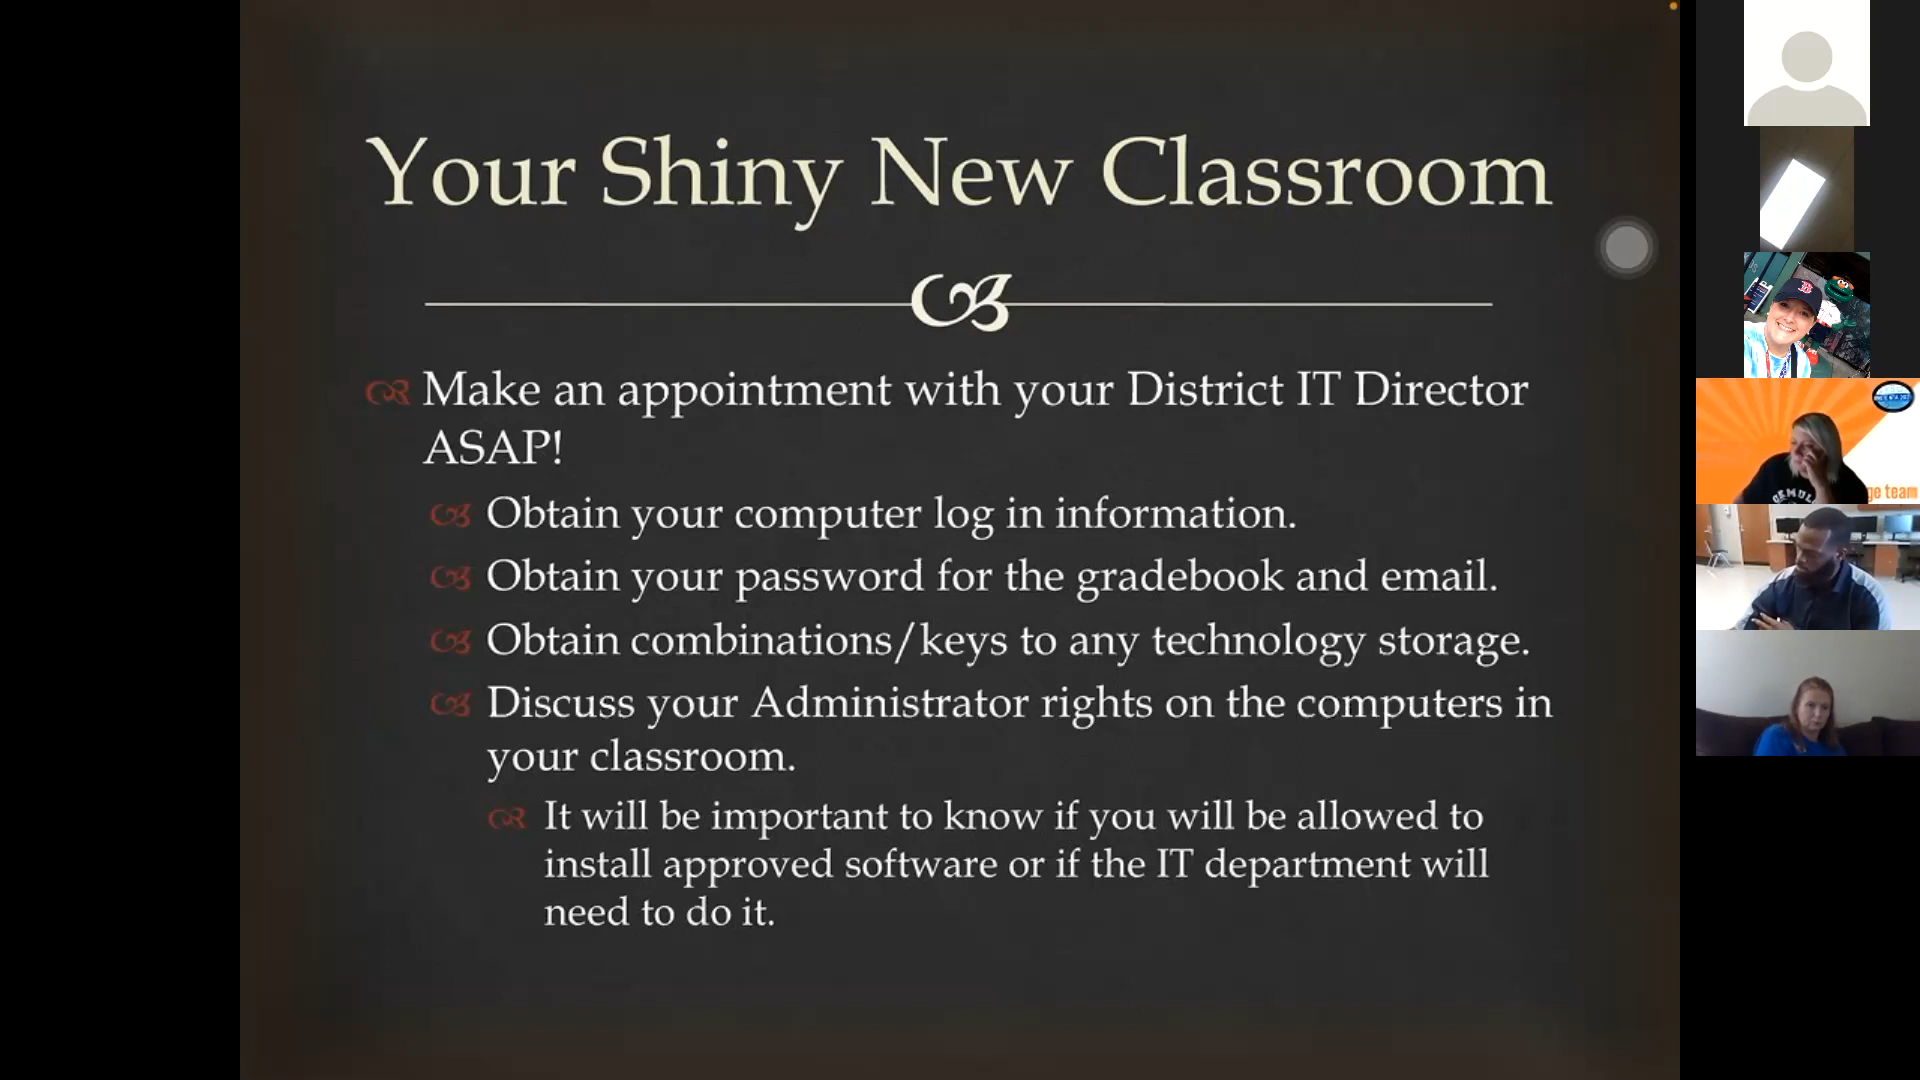 Your Shiny New Classroom
Make an appointment with your District IT Director
ASAP!
Obtain your computer log in information.
Obtain your password for the gradebook and email.
Obtain combinations/keys to any technology storage.
Discuss your Administrator rights on the computers in
your classroom.
It will be important to know if you will be allowed to
install approved software or if the IT department will
need to do it.
B
ge team